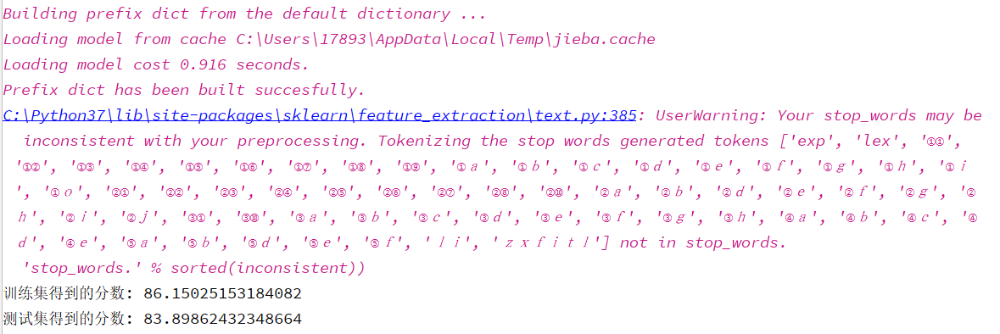 Building prefix dict from the default dictionary ...
Loading model from cache C:\Users\17893\AppData\Local\Temp\jieba.cache
Loading model cost 0.916 seconds.
Prefix dict has been built succesfully.
C:\Python37\lib\site-packages\sklearn\feature_extraction\text.py:385: UserWarning: Your stop_words may be
inconsistent with your preprocessing. Tokenizing the stop words generated tokens ['exp', 'lex', '①①',
'①②', '①③', '①④', '①⑤', '①⑥', '①⑦', '①⑧', '①⑨', '①ａ', '①ｂ', '①ｃ', '①ｄ', '①ｅ', '①ｆ', '①ｇ', '①ｈ', '①ｉ
', '①ｏ', '②①', '②②', '②③', '②④', '②⑤', '②⑥', '②⑦', '②⑧', '②⑩', '②ａ', '②ｂ', '②ｄ', '②ｅ', '②ｆ', '②ｇ', '②
ｈ', '②ｉ', '②ｊ', '③①', '③⑩', '③ａ', '③ｂ', '③ｃ', '③ｄ', '③ｅ', '③ｆ', '③ｇ', '③ｈ', '④ａ', '④ｂ', '④ｃ', '④
ｄ', '④ｅ', '⑤ａ', '⑤ｂ', '⑤ｄ', '⑤ｅ', '⑤ｆ', 'ｌｉ', 'ｚｘｆｉｔｌ'] not in stop_words.
'stop_words.' % sorted(inconsistent))
训练集得到的分数: 86.15025153184082
测试集得到的分数: 83.89862432348664